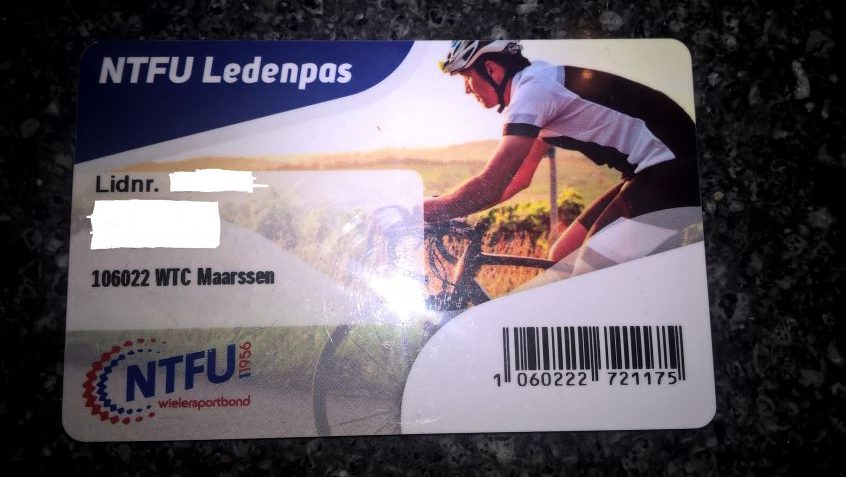 NTFU Ledenpas
Lidnr.
106022 WTC Maarssen
NTFU 1956
wielersportbond
1 060222 721175